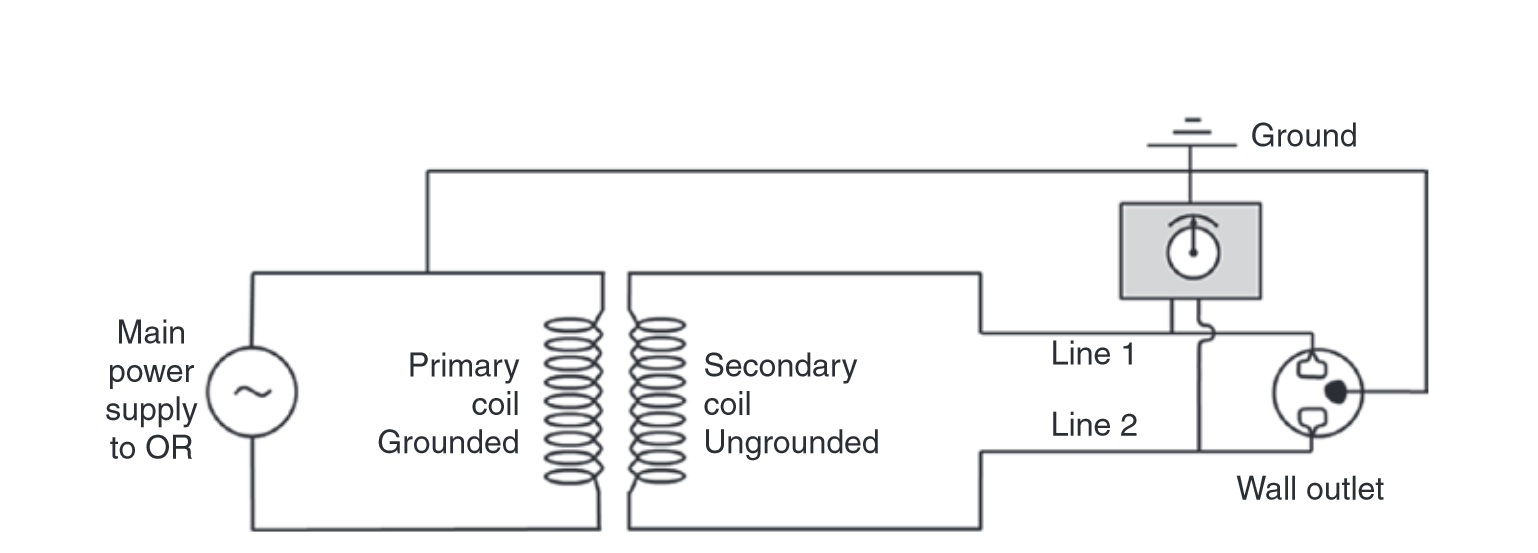 Ground
Main
power
supply
to OR
Primary
coil
Grounded
Secondary
coil
Ungrounded
Line 1
Line 2
Wall outlet